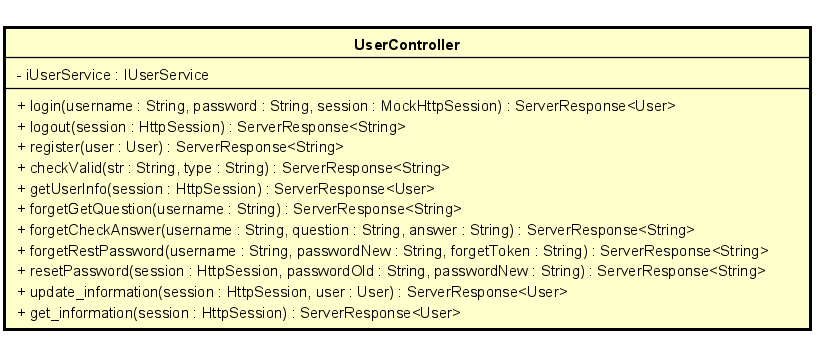 UserController
- iUserService : IUserService
+ login(username : String, password : String, session : MockHttpSession) : ServerResponse<User>
+ logout(session : HttpSession) : ServerResponse<String>
+ register(user : User) : ServerResponse<String>
+ checkValid(str : String, type : String) : ServerResponse<String>
+ getUserInfo(session : HttpSession) : ServerResponse<User>
+ forgetGetQuestion(username : String) : ServerResponse<String>
+ forgetCheckAnswer(username : String, question : String, answer : String) : ServerResponse<String>
+ forgetRestPassword(username : String, passwordNew : String, forgetToken : String) : ServerResponse<String>
+ resetPassword(session : HttpSession, passwordOld : String, passwordNew : String) : ServerResponse<String>
+ update_information(session : HttpSession, user : User) : ServerResponse<User>
+ get_information(session : HttpSession) : ServerResponse<User>